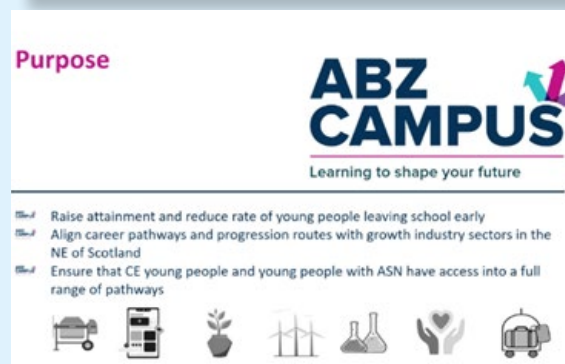 Purpose
ABZ
CAMPUS
Learning to shape your future
Raise attainment and reduce rate of young people leaving school early
Align career pathways and progression routes with growth industry sectors in the
NE of Scotland
Ensure that CE young people and young people with ASN have access into a full
range of pathways